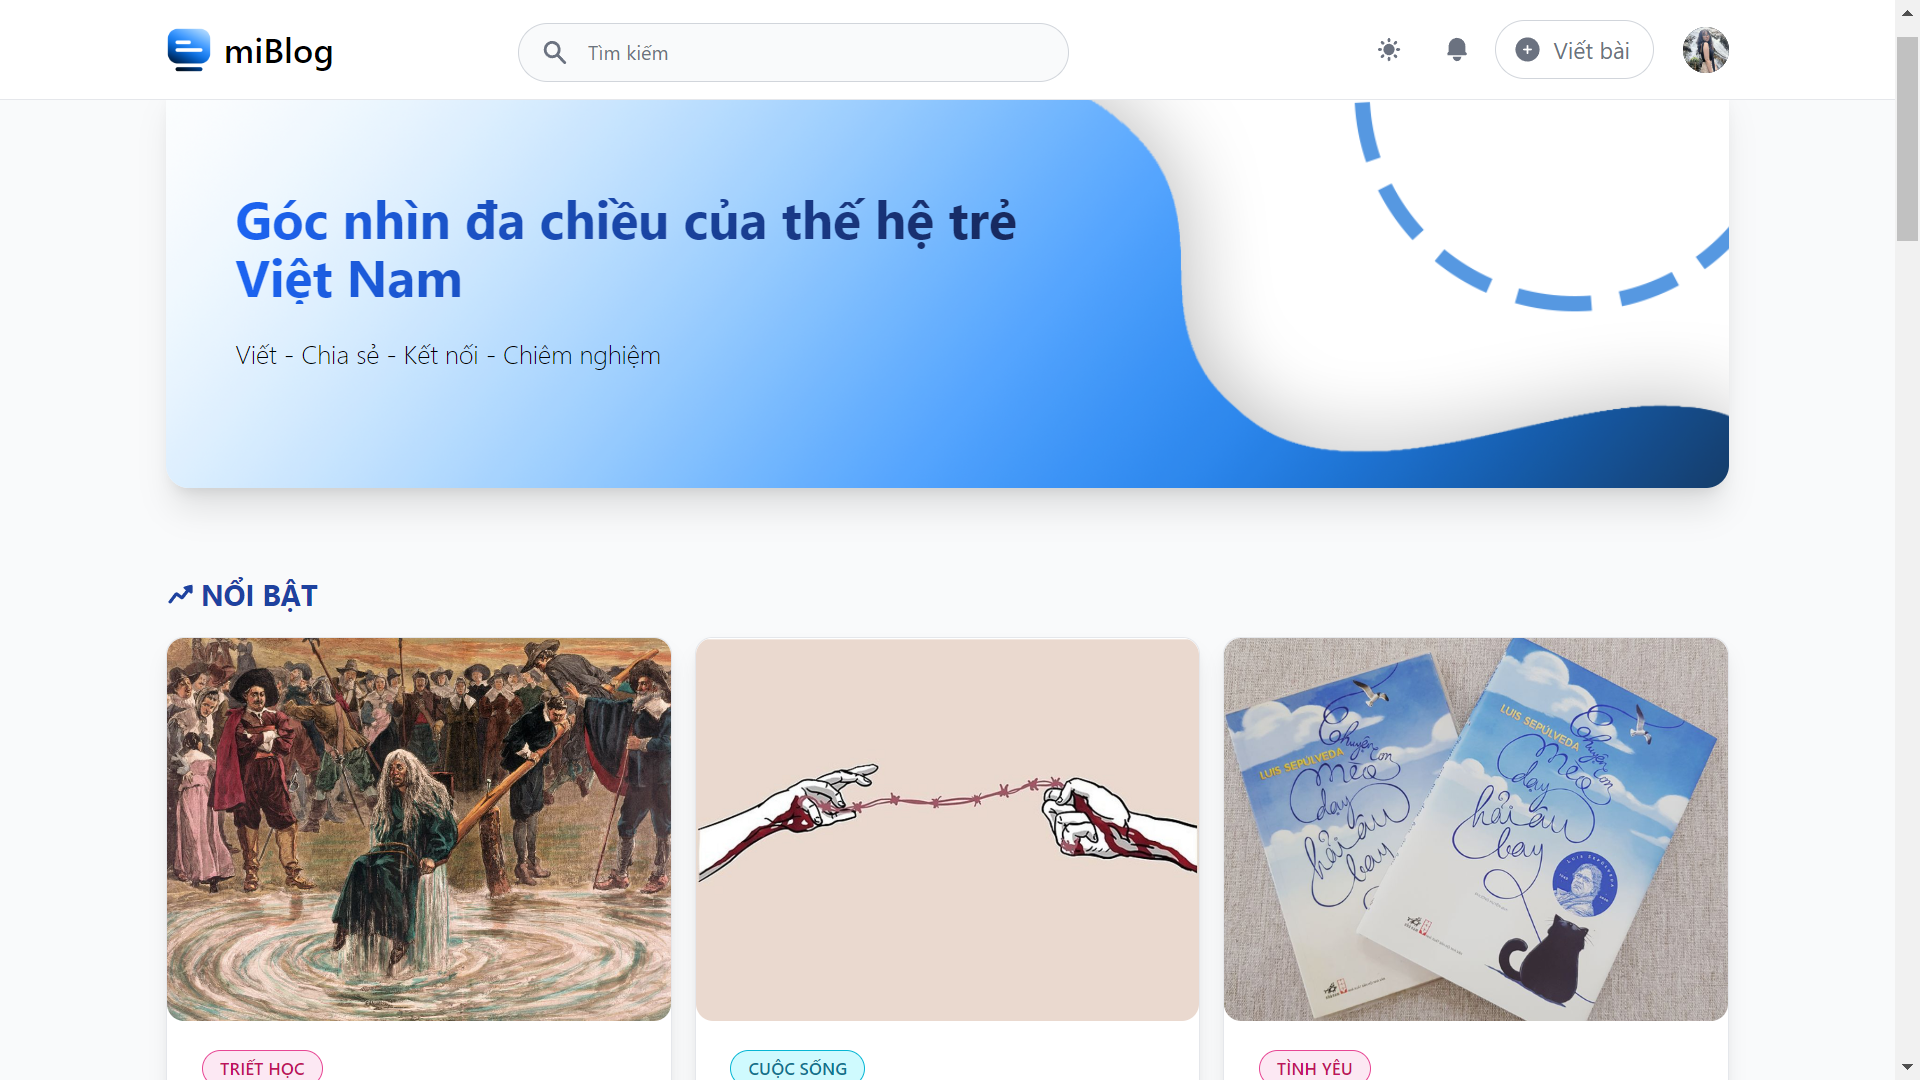 miBlog
Tìm kiếm
Viết bài
Góc nhìn đa chiều của thế hệ trẻ
Việt Nam
Viết - Chia sẻ - Kết nối - Chiêm nghiệm
NỔI BẬT
LUIS SEPÚLVEDA
Chuyện con
mèo
dạy
hải âu
bay
LUIS SEPÚLVEDA
Chuyện con
mèo
dạy
hải âu
bay
TRIẾT HỌC
CUỘC SỐNG
TÌNH YÊU